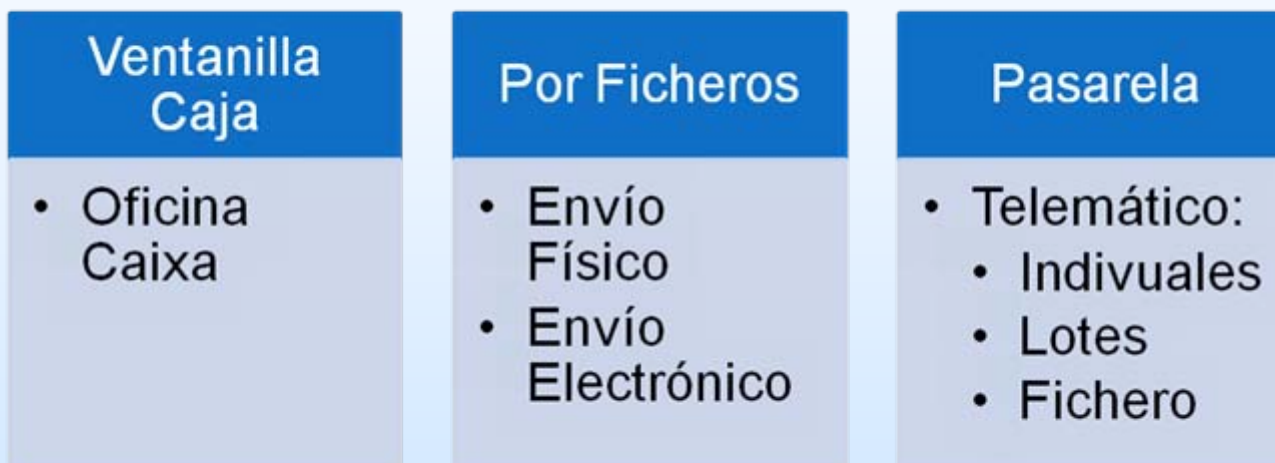 Ventanilla
Caja
• Oficina
Caixa
Por Ficheros
• Envío
Físico
• Envío
Electrónico
Pasarela
• Telemático:
• Indivuales
• Lotes
• Fichero